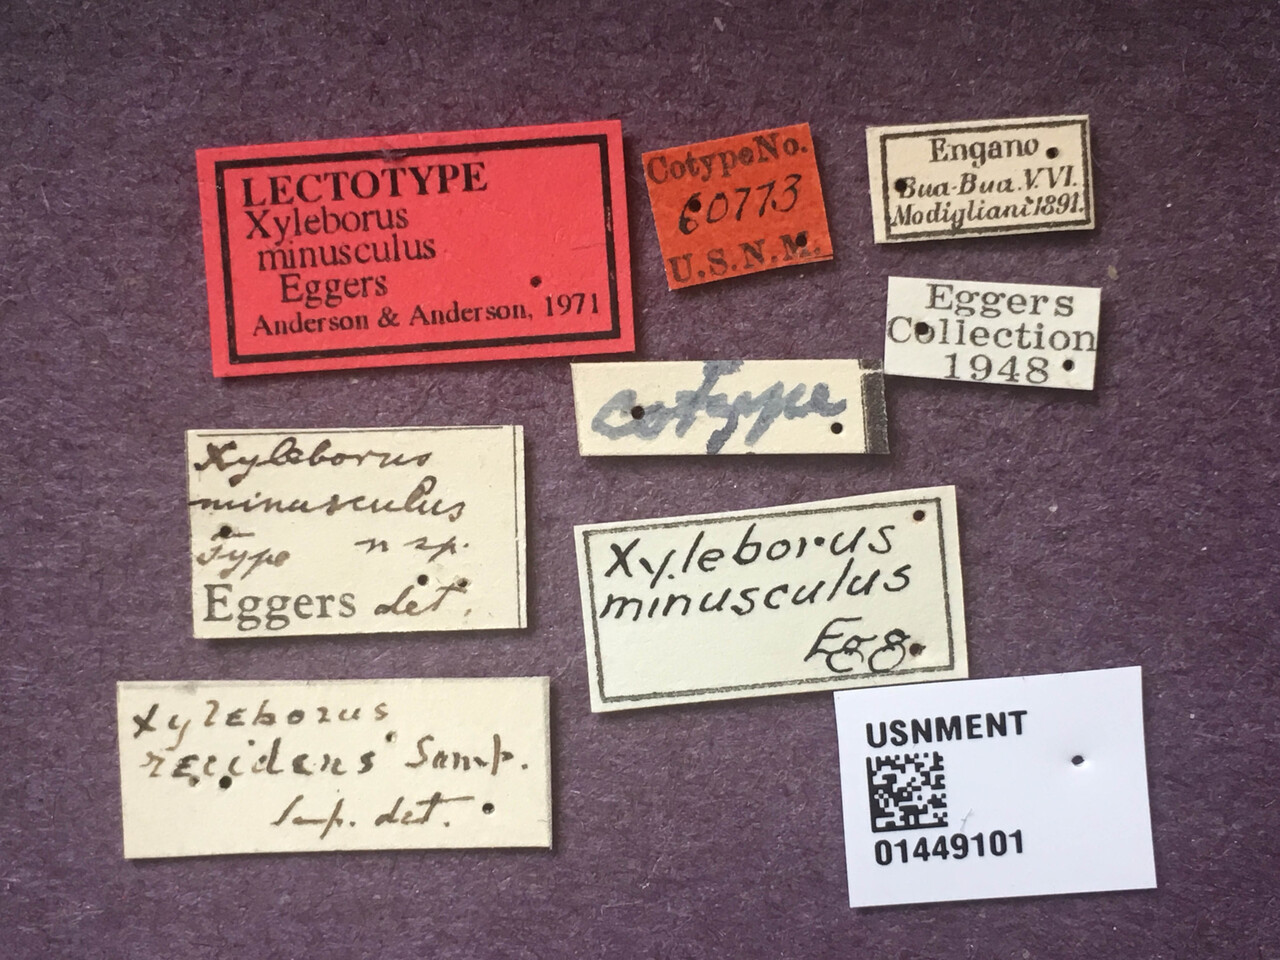 LECTOTYPE
Xyleborus
minusculus
Eggers
Anderson & Anderson, 1971
Cotype No.
60773
U.S.N.M.
Engano
Bua-Bua. V.VI.
Modigliani 1891.
Eggers
Collection
1948
cotype
Xyleborus
minusculus
Type n sp.
Eggers det.
Xyleborus
minusculus
Egg.
Xyleborus
recidens Samp.
Samp. det.
USNMENT
01449101